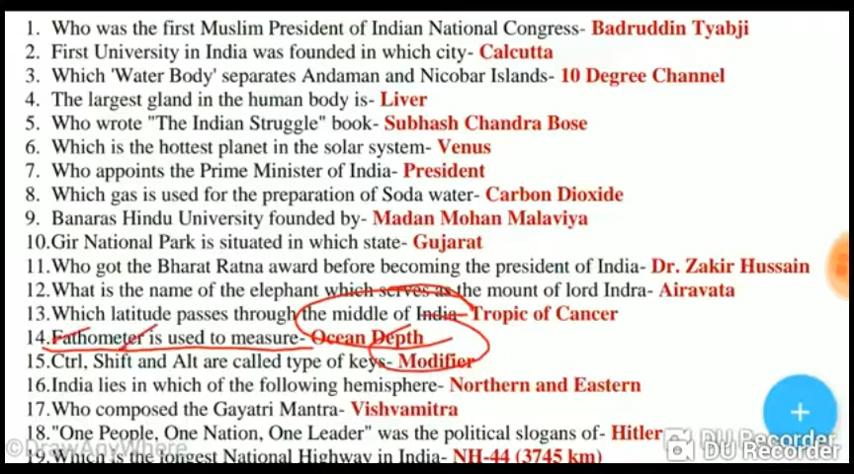 1. Who was the first Muslim President of Indian National Congress- Badruddin Tyabji
2. First University in India was founded in which city- Calcutta
3. Which 'Water Body' separates Andaman and Nicobar Islands- 10 Degree Channel
4. The largest gland in the human body is- Liver
5. Who wrote "The Indian Struggle" book- Subhash Chandra Bose
6. Which is the hottest planet in the solar system- Venus
7. Who appoints the Prime Minister of India- President
8. Which gas is used for the preparation of Soda water- Carbon Dioxide
9. Banaras Hindu University founded by- Madan Mohan Malaviya
10.Gir National Park is situated in which state- Gujarat
11.Who got the Bharat Ratna award before becoming the president of India- Dr. Zakir Hussain
12.What is the name of the elephant which serves as the mount of lord Indra- Airavata
13.Which latitude passes through the middle of India- Tropic of Cancer
14.Fathometer is used to measure- Ocean Depth
15.Ctrl, Shift and Alt are called type of keys- Modifier
16.India lies in which of the following hemisphere- Northern and Eastern
17.Who composed the Gayatri Mantra- Vishvamitra
18."One People, One Nation, One Leader" was the political slogans of- Hitler
DU Recorder
DU Recorder
©DrawAnyWhere
19.Which is the longest National Highway in India- NH-44 (3745 km)